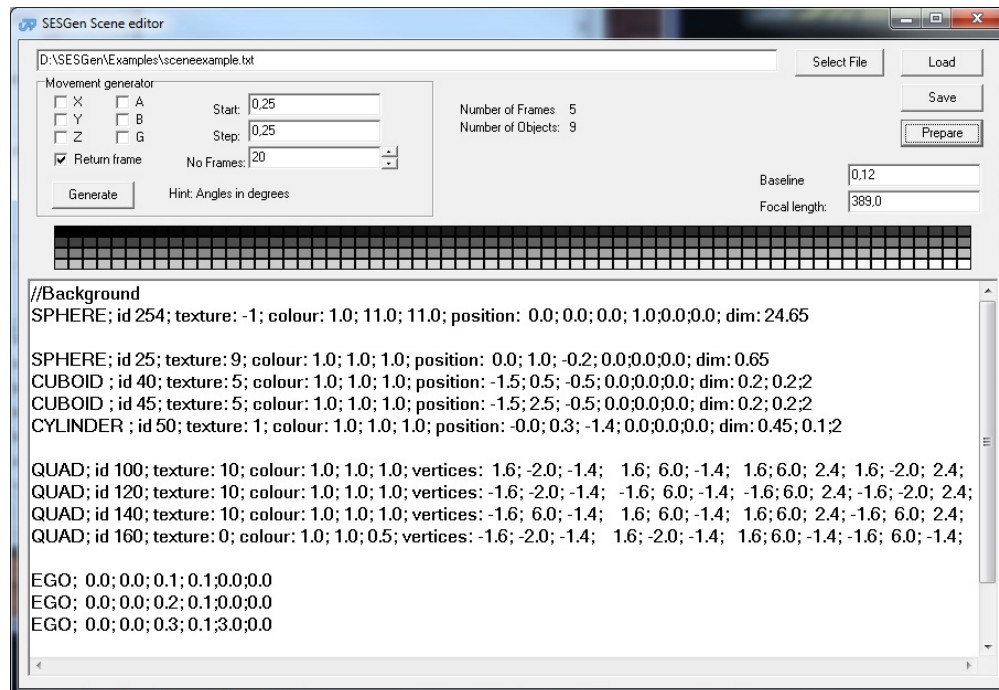 SESGen Scene editor
D:\SESGen\Examples\sceneexample.txt
Select File
Load
Movement generator
X A
Y B
Z G
Start: 0,25
Step: 0,25
Return frame
No Frames: 20
Generate
Hint: Angles in degrees
Number of Frames 5
Number of Objects: 9
Save
Prepare
Baseline 0,12
Focal length: 389,0
//Background
SPHERE; id 254; texture: -1; colour: 1.0; 11.0; 11.0; position: 0.0; 0.0; 0.0; 1.0;0.0;0.0; dim: 24.65
SPHERE; id 25; texture: 9; colour: 1.0; 1.0; 1.0; position: 0.0; 1.0; -0.2; 0.0;0.0;0.0; dim: 0.65
CUBOID ; id 40; texture: 5; colour: 1.0; 1.0; 1.0; position: -1.5; 0.5; -0.5; 0.0;0.0;0.0; dim: 0.2; 0.2;2
CUBOID ; id 45; texture: 5; colour: 1.0; 1.0; 1.0; position: -1.5; 2.5; -0.5; 0.0;0.0;0.0; dim: 0.2; 0.2;2
CYLINDER ; id 50; texture: 1; colour: 1.0; 1.0; 1.0; position: -0.0; 0.3; -1.4; 0.0;0.0;0.0; dim: 0.45; 0.1;2
QUAD; id 100; texture: 10; colour: 1.0; 1.0; 1.0; vertices: 1.6; -2.0; -1.4; 1.6; 6.0; -1.4; 1.6; 6.0; 2.4; 1.6; -2.0; 2.4;
QUAD; id 120; texture: 10; colour: 1.0; 1.0; 1.0; vertices: -1.6; -2.0; -1.4; -1.6; 6.0; -1.4; -1.6; 6.0; 2.4; -1.6; -2.0; 2.4;
QUAD; id 140; texture: 10; colour: 1.0; 1.0; 1.0; vertices: -1.6; 6.0; -1.4; 1.6; 6.0; -1.4; 1.6; 6.0; 2.4; -1.6; 6.0; 2.4;
QUAD; id 160; texture: 0; colour: 1.0; 1.0; 0.5; vertices: -1.6; -2.0; -1.4; 1.6; -2.0; -1.4; 1.6; 6.0; -1.4; -1.6; 6.0; -1.4;
EGO; 0.0; 0.0; 0.1; 0.1;0.0;0.0
EGO; 0.0; 0.0; 0.2; 0.1;0.0;0.0
EGO; 0.0; 0.0; 0.3; 0.1;3.0;0.0